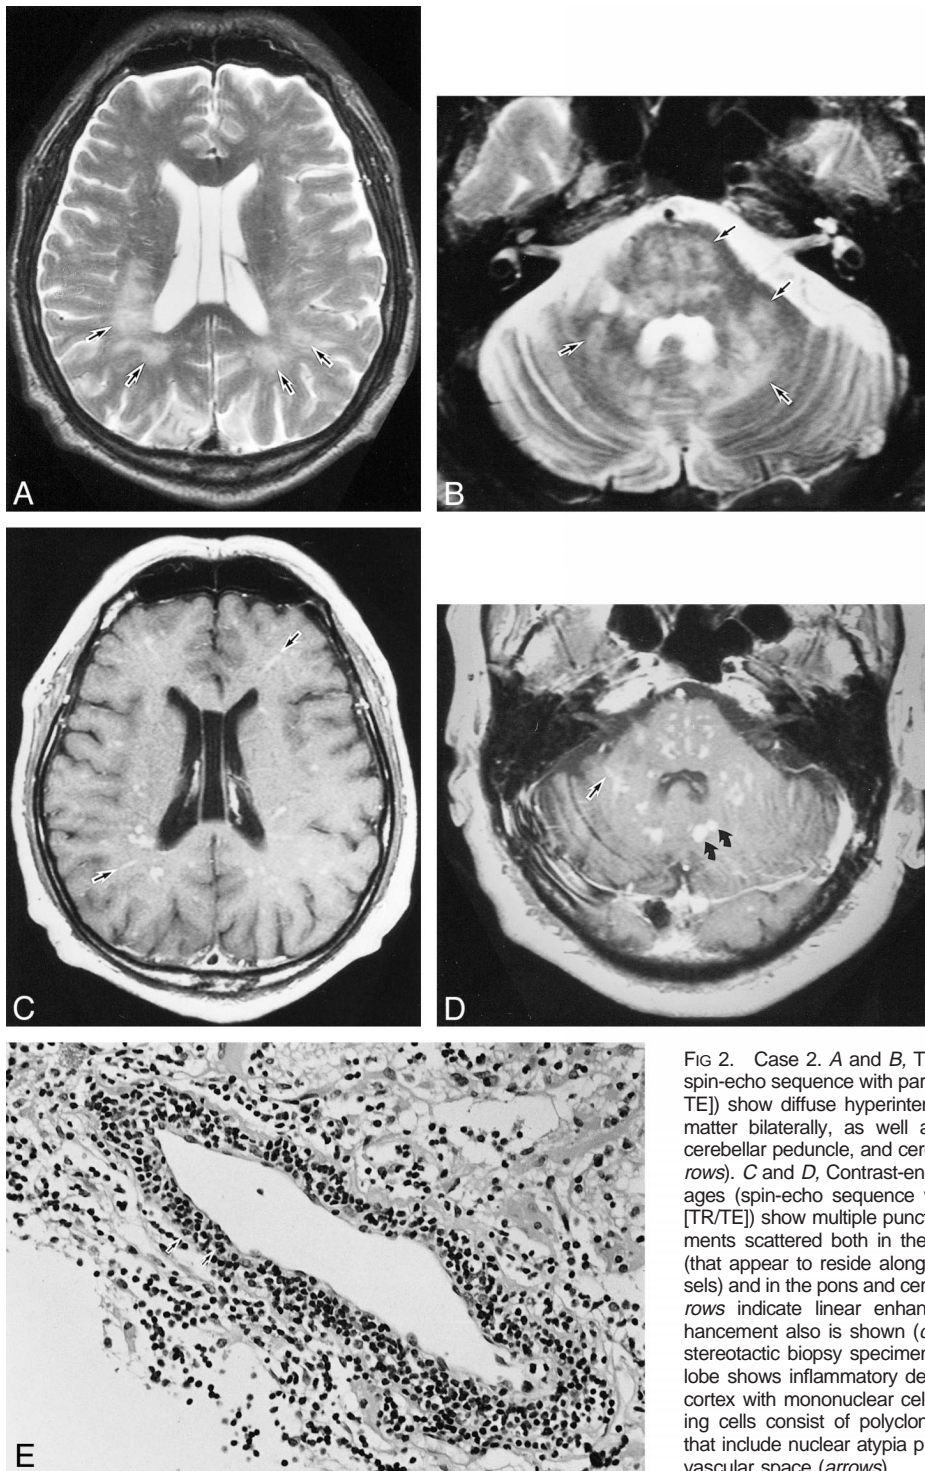 A
B
C
D
E
FIG 2. Case 2. A and B, T
spin-echo sequence with par
TE]) show diffuse hyperinter
matter bilaterally, as well a
cerebellar peduncle, and cer
rows). C and D, Contrast-en
ages (spin-echo sequence w
[TR/TE]) show multiple punct
ments scattered both in the
(that appear to reside along
sels) and in the pons and cer
rows indicate linear enhan
hancement also is shown (c
stereotactic biopsy specimen
lobe shows inflammatory de
cortex with mononuclear cel
ing cells consist of polyclon
that include nuclear atypia p
vascular space (arrows).